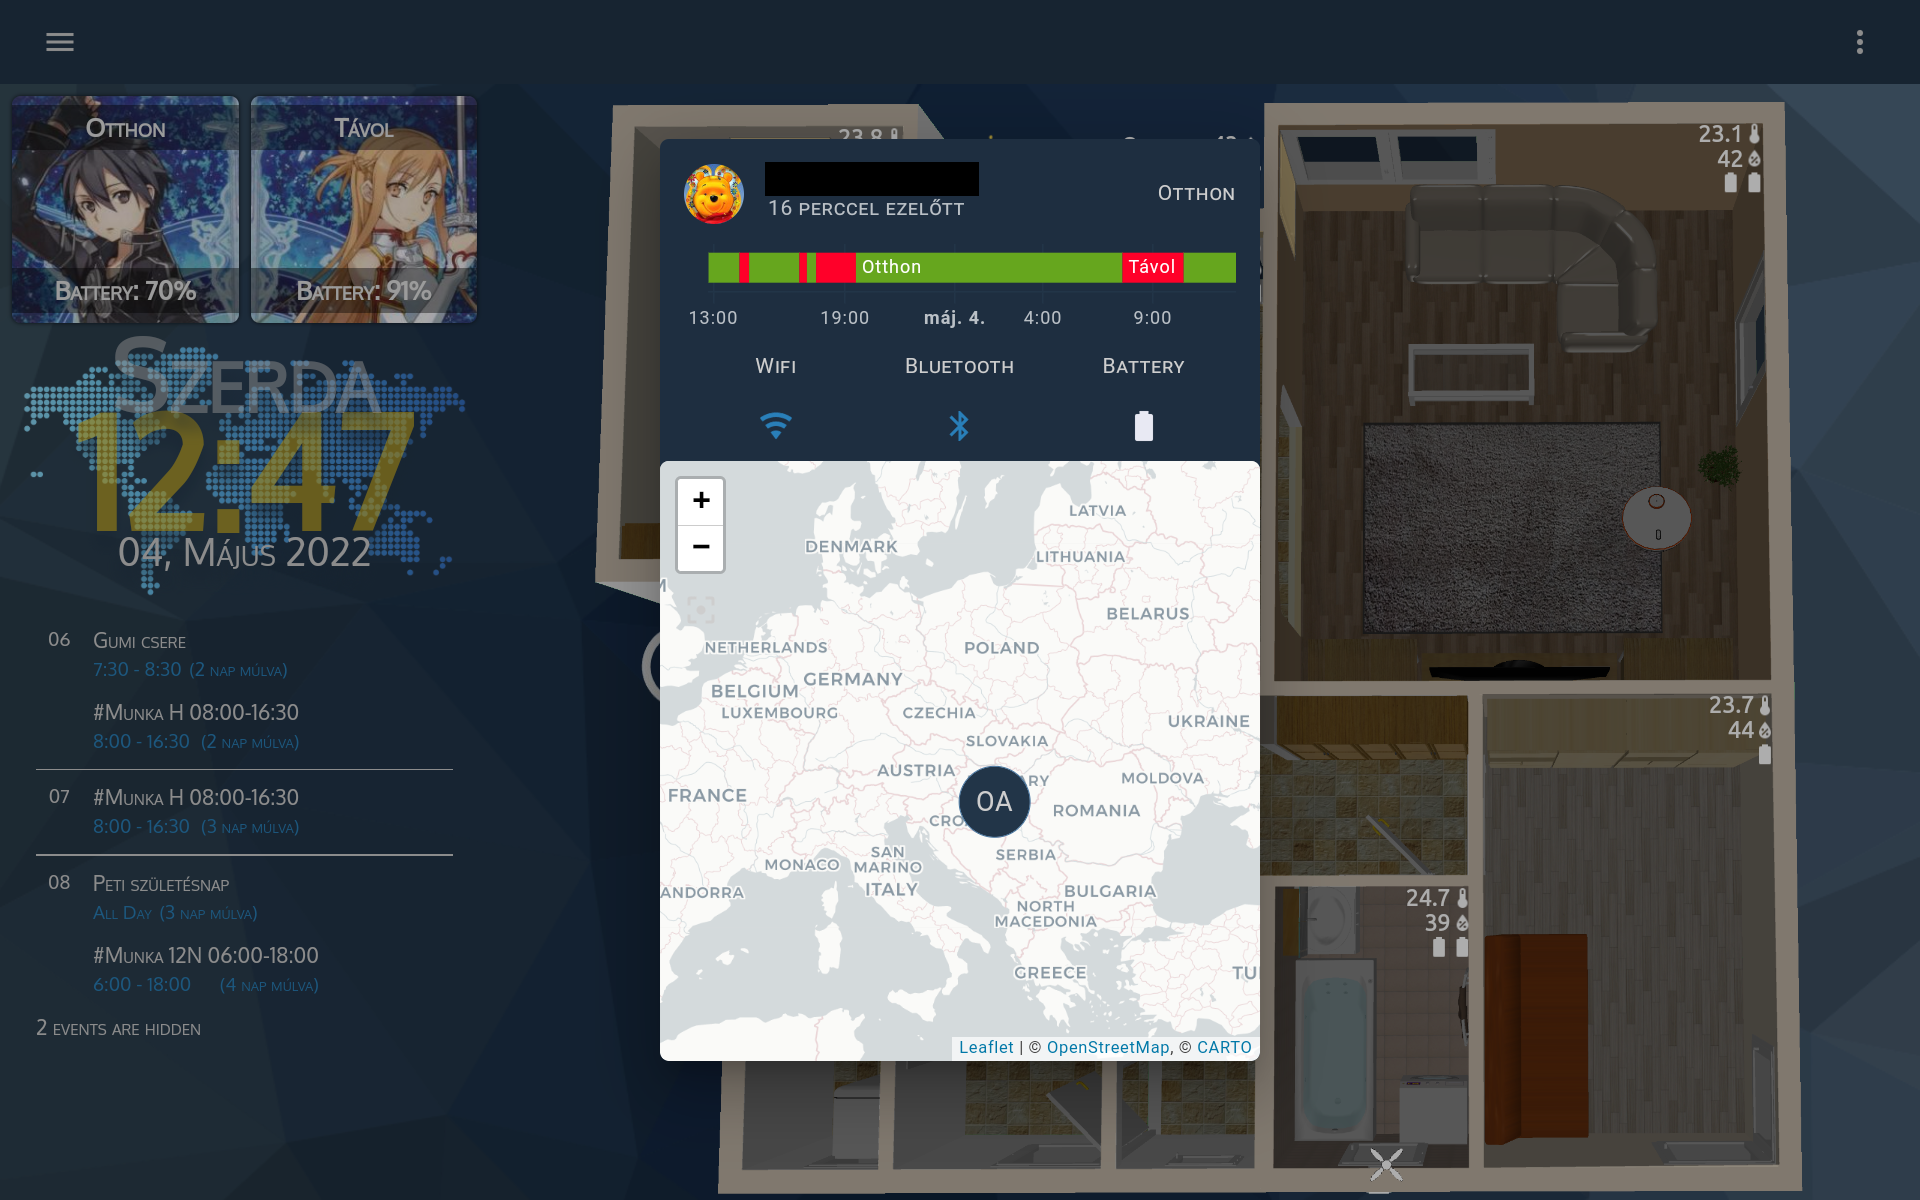 Otthon
Battery: 70%
Távol
Battery: 91%
Szerda
12:47
04, Május 2022
06 Gumi csere
7:30 - 8:30 (2 nap múlva)
#Munka H 08:00-16:30
8:00 - 16:30 (2 nap múlva)
07 #Munka H 08:00-16:30
8:00 - 16:30 (3 nap múlva)
08 Peti születésnap
All Day (3 nap múlva)
#Munka 12N 06:00-18:00
6:00 - 18:00 (4 nap múlva)
2 events are hidden
23.8
16 perccel ezelőtt
Otthon
Otthon Távol
13:00 19:00 máj. 4. 4:00 9:00
Wifi Bluetooth Battery
+
−
LATVIA
DENMARK
LITHUANIA
BELARUS
NETHERLANDS
POLAND
GERMANY
BELGIUM
LUXEMBOURG
CZECHIA
UKRAINE
SLOVAKIA
AUSTRIA
MOLDOVA
FRANCE
OA
ROMANIA
SERBIA
SAN
MARINO
MONACO
ITALY
ANDORRA
BULGARIA
NORTH
MACEDONIA
GREECE
Leaflet | © OpenStreetMap, © CARTO
23.1
42
23.7
44
24.7
39